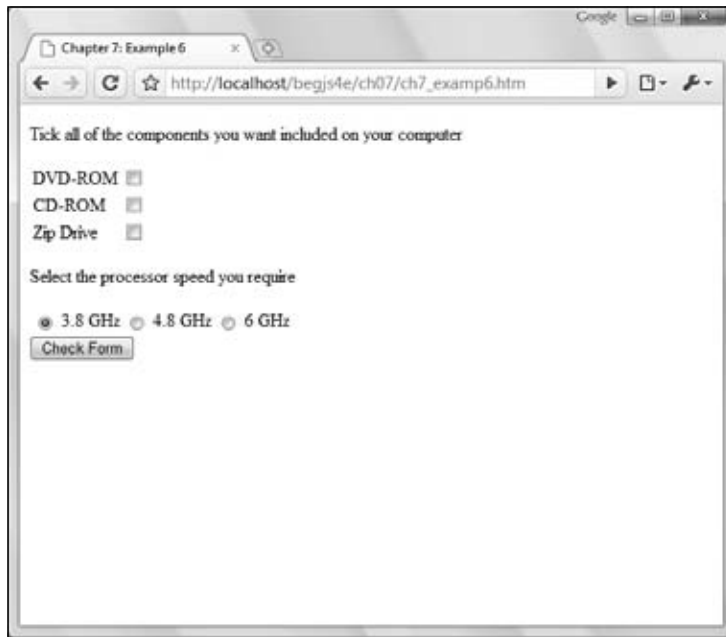 Google
Chapter 7: Example 6
http://localhost/begjs4e/ch07/ch7_examp6.htm
Tick all of the components you want included on your computer
DVD-ROM
CD-ROM
Zip Drive
Select the processor speed you require
3.8 GHz 4.8 GHz 6 GHz
Check Form